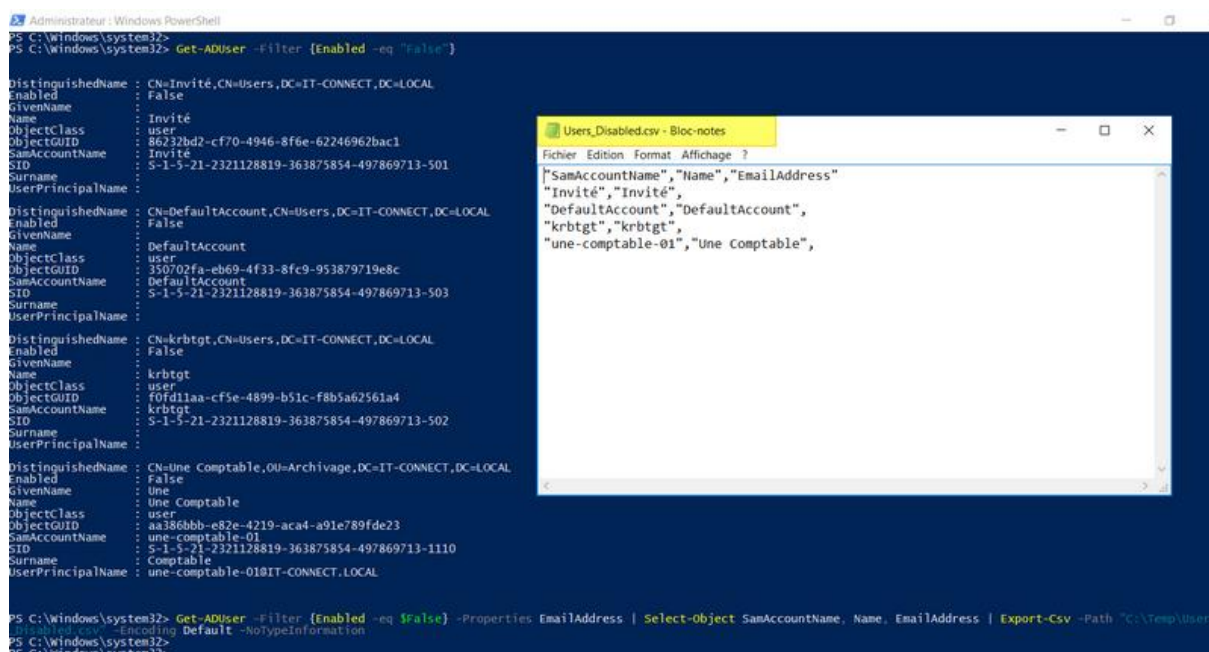 Administrateur : Windows PowerShell
PS C:\Windows\system32>
PS C:\Windows\system32> Get-ADUser -Filter {Enabled -eq "False"}
DistinguishedName : CN=Invité,CN=Users,DC=IT-CONNECT,DC=LOCAL
Enabled : False
GivenName :
Name : Invité
ObjectClass : user
ObjectGUID : 86232bd2-cf70-4946-8f6e-62246962bac1
SamAccountName : Invité
SID : S-1-5-21-2321128819-363875854-497869713-501
Surname :
UserPrincipalName :
DistinguishedName : CN=DefaultAccount,CN=Users,DC=IT-CONNECT,DC=LOCAL
Enabled : False
GivenName :
Name : DefaultAccount
ObjectClass : user
ObjectGUID : 350702fa-eb69-4f33-8fc9-953879719e8c
SamAccountName : DefaultAccount
SID : S-1-5-21-2321128819-363875854-497869713-503
Surname :
UserPrincipalName :
DistinguishedName : CN=krbtgt,CN=Users,DC=IT-CONNECT,DC=LOCAL
Enabled : False
GivenName :
Name : krbtgt
ObjectClass : user
ObjectGUID : f0fd11aa-cf5e-4899-b51c-f8b5a62561a4
SamAccountName : krbtgt
SID : S-1-5-21-2321128819-363875854-497869713-502
Surname :
UserPrincipalName :
DistinguishedName : CN=Une Comptable,OU=Archivage,DC=IT-CONNECT,DC=LOCAL
Enabled : False
GivenName : Une
Name : Une Comptable
ObjectClass : user
ObjectGUID : aa386bbb-e82e-4219-aca4-a91e789fde23
SamAccountName : une-comptable-01
SID : S-1-5-21-2321128819-363875854-497869713-1110
Surname : Comptable
UserPrincipalName : une-comptable-01@IT-CONNECT.LOCAL
PS C:\Windows\system32> Get-ADUser -Filter {Enabled -eq $False} -Properties EmailAddress | Select-Object SamAccountName, Name, EmailAddress | Export-Csv -Path "C:\Temp\User
_Disabled.csv" -Encoding Default -NoTypeInformation
PS C:\Windows\system32>
Users_Disabled.csv - Bloc-notes
Fichier Edition Format Affichage ?
"SamAccountName","Name","EmailAddress"
"Invité","Invité",
"DefaultAccount","DefaultAccount",
"krbtgt","krbtgt",
"une-comptable-01","Une Comptable",